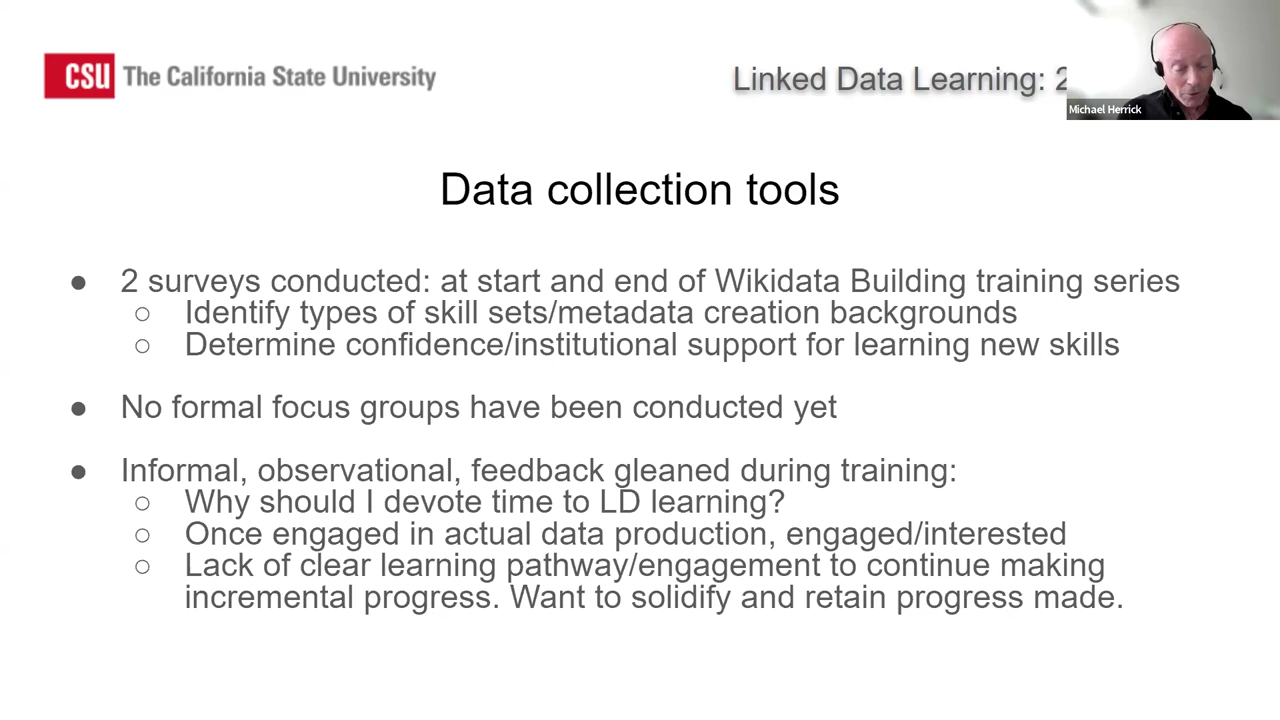 CSU The California State University
Linked Data Learning: 2
Michael Herrick
Data collection tools
● 2 surveys conducted: at start and end of Wikidata Building training series
○ Identify types of skill sets/metadata creation backgrounds
○ Determine confidence/institutional support for learning new skills
● No formal focus groups have been conducted yet
● Informal, observational, feedback gleaned during training:
○ Why should I devote time to LD learning?
○ Once engaged in actual data production, engaged/interested
○ Lack of clear learning pathway/engagement to continue making
incremental progress. Want to solidify and retain progress made.